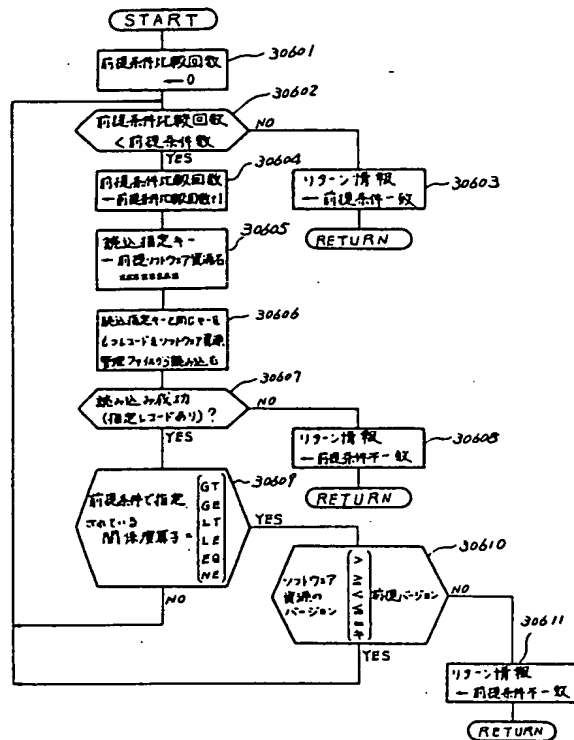 START
30601
前提条件比較回数
←0
30602
前提条件比較回数
<前提条件数
NO
YES
30604
前提条件比較回数
←前提条件比較回数+1
リターン情報
←前提条件一致
30603
RETURN
30605
読込指定キー
←前提ソフトウェア資源名
********
30606
読込指定キーと同じキーを
もつレコードをソフトウェア資源
管理ファイルから読み込む
30607
読み込み成功
(指定レコードあり)?
NO
YES
リターン情報
←前提条件不一致
30608
RETURN
30609
前提条件で指定
されている
関係演算子=
GT
GE
LT
LE
EQ
NE
YES
NO
30610
ソフトウェア
資源の
バージョン
>
≧
<
≦
=
≠
前提バージョン
NO
YES
30611
リターン情報
←前提条件不一致
RETURN